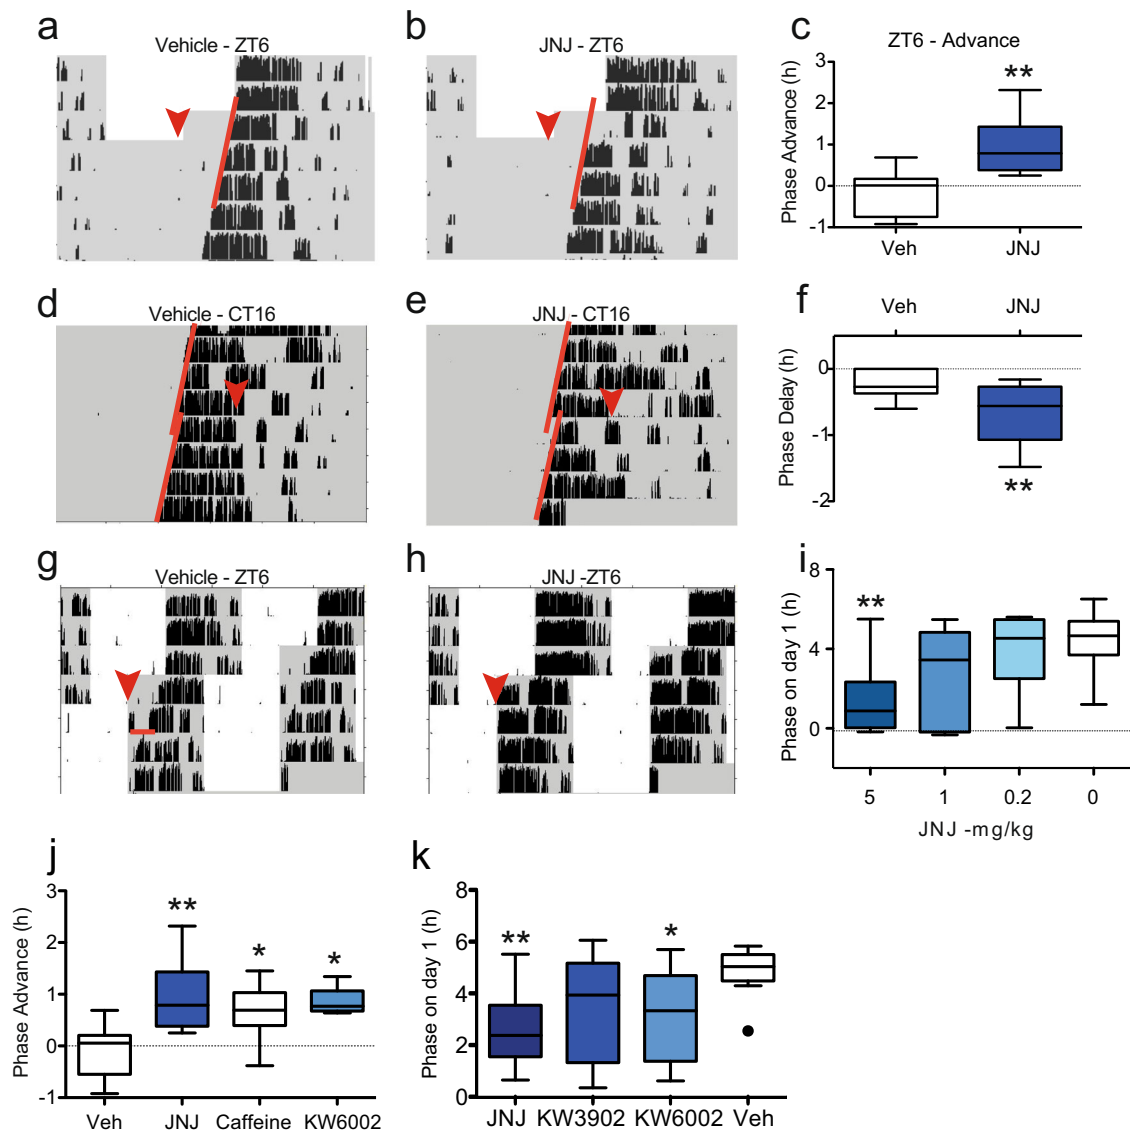 a
Vehicle - ZT6
b
JNJ - ZT6
c
ZT6 - Advance
Phase Advance (h)
3
2
1
0
-1
**
Veh
JNJ
d
Vehicle - CT16
e
JNJ - CT16
f
Veh
JNJ
Phase Delay (h)
0
-1
-2
**
g
Vehicle - ZT6
h
JNJ -ZT6
i
Phase on day 1 (h)
8
4
0
**
5
1
0.2
0
JNJ -mg/kg
j
Phase Advance (h)
3
2
1
0
-1
**
*
*
Veh
JNJ
Caffeine
KW6002
k
Phase on day 1 (h)
8
6
4
2
0
**
*
JNJ
KW3902
KW6002
Veh